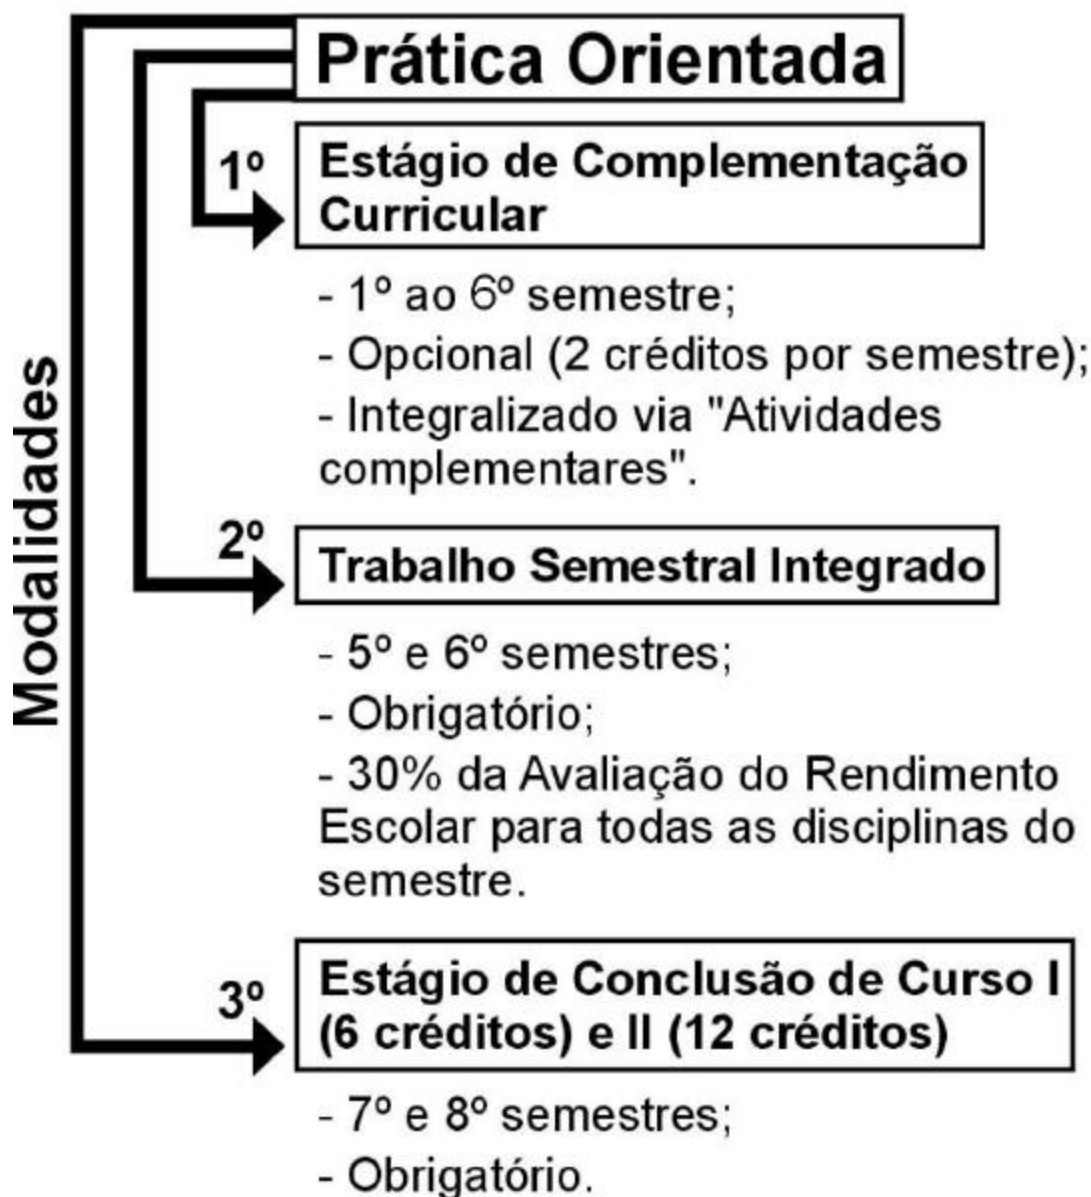 Prática Orientada
Modalidades
1º
Estágio de Complementação
Curricular
- 1º ao 6º semestre;
- Opcional (2 créditos por semestre);
- Integralizado via "Atividades
complementares".
2º
Trabalho Semestral Integrado
- 5º e 6º semestres;
- Obrigatório;
- 30% da Avaliação do Rendimento
Escolar para todas as disciplinas do
semestre.
3º
Estágio de Conclusão de Curso I
(6 créditos) e II (12 créditos)
- 7º e 8º semestres;
- Obrigatório.